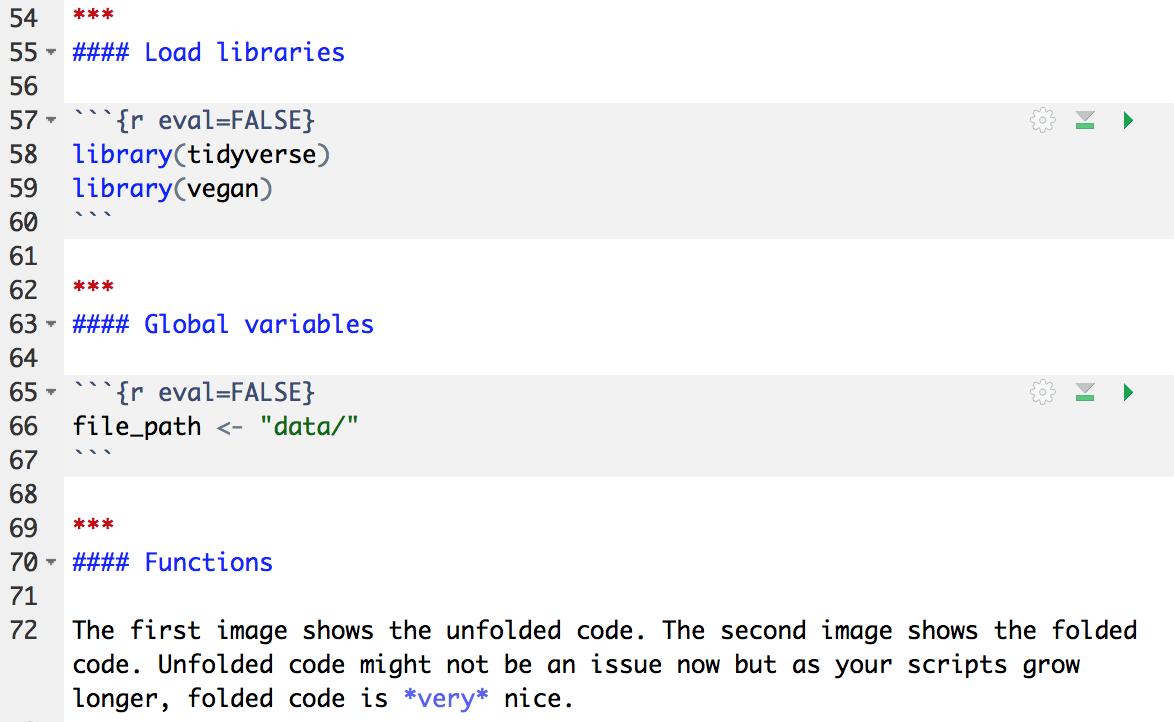 54 ***
55 #### Load libraries
56
57 ```{r eval=FALSE}
58 library(tidyverse)
59 library(vegan)
60 ```
61
62 ***
63 #### Global variables
64
65 ```{r eval=FALSE}
66 file_path <- "data/"
67 ```
68
69 ***
70 #### Functions
71
72 The first image shows the unfolded code. The second image shows the folded
code. Unfolded code might not be an issue now but as your scripts grow
longer, folded code is *very* nice.